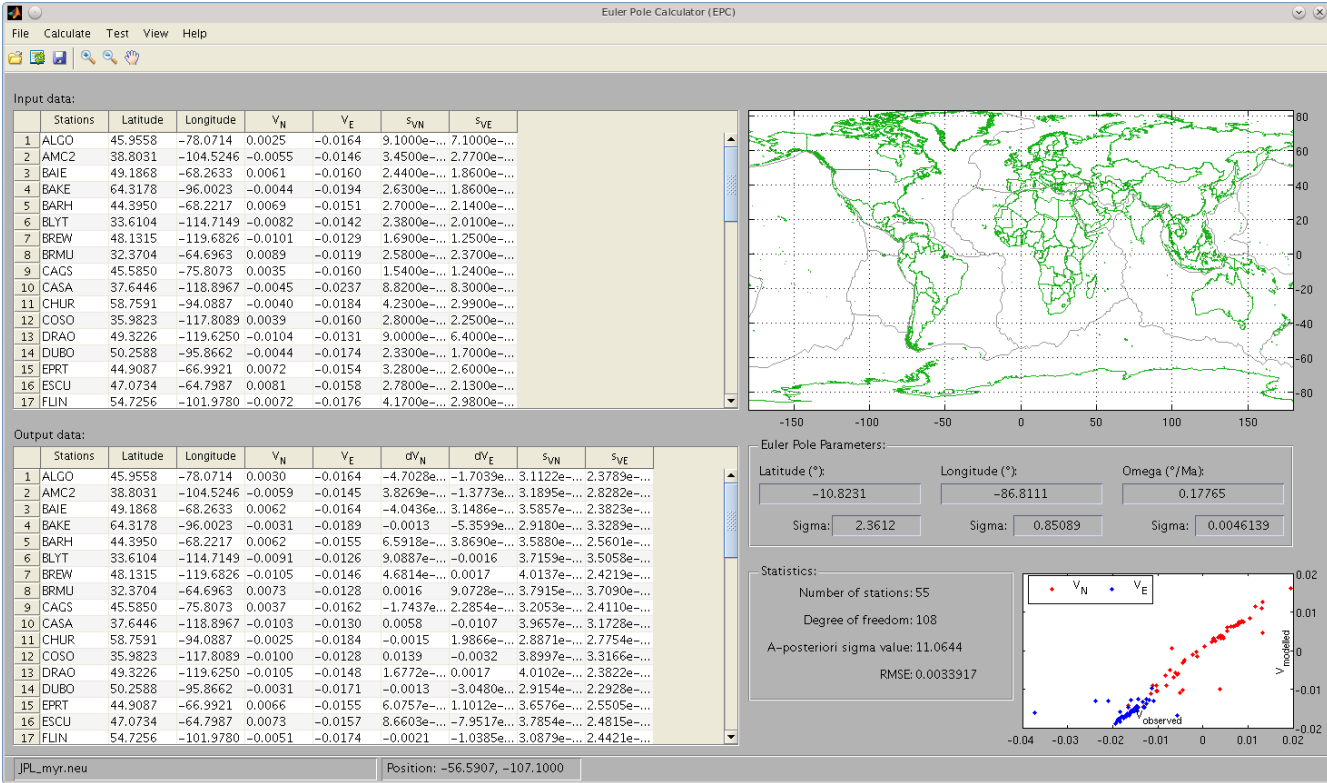 Euler Pole Calculator (EPC)
File Calculate Test View Help
Input data:
Stations Latitude Longitude VN VE sVN sVE
1 ALGO 45.9558 -78.0714 0.0025 -0.0164 9.1000e-... 7.1000e-...
2 AMC2 38.8031 -104.5246 -0.0055 -0.0146 3.4500e-... 2.7700e-...
3 BAIE 49.1868 -68.2633 0.0061 -0.0160 2.4400e-... 1.8600e-...
4 BAKE 64.3178 -96.0023 -0.0044 -0.0194 2.6300e-... 1.8600e-...
5 BARH 44.3950 -68.2217 0.0069 -0.0151 2.7000e-... 2.1400e-...
6 BLYT 33.6104 -114.7149 -0.0082 -0.0142 2.3800e-... 2.0100e-...
7 BREW 48.1315 -119.6826 -0.0101 -0.0129 1.6900e-... 1.2500e-...
8 BRMU 32.3704 -64.6963 0.0089 -0.0119 2.5800e-... 2.3700e-...
9 CAGS 45.5850 -75.8073 0.0035 -0.0160 1.5400e-... 1.2400e-...
10 CASA 37.6446 -118.8967 -0.0045 -0.0237 8.8200e-... 8.3000e-...
11 CHUR 58.7591 -94.0887 -0.0040 -0.0184 4.2300e-... 2.9900e-...
12 COSO 35.9823 -117.8089 0.0039 -0.0160 2.8000e-... 2.2500e-...
13 DRAO 49.3226 -119.6250 -0.0104 -0.0131 9.0000e-... 6.4000e-...
14 DUBO 50.2588 -95.8662 -0.0044 -0.0174 2.3300e-... 1.7000e-...
15 EPRT 44.9087 -66.9921 0.0072 -0.0154 3.2800e-... 2.6000e-...
16 ESCU 47.0734 -64.7987 0.0081 -0.0158 2.7800e-... 2.1300e-...
17 FLIN 54.7256 -101.9780 -0.0072 -0.0176 4.1700e-... 2.9800e-...
80
60
40
20
0
-20
-40
-60
-80
-150 -100 -50 0 50 100 150
Output data:
Stations Latitude Longitude VN VE dVN dVE sVN sVE
1 ALGO 45.9558 -78.0714 0.0030 -0.0164 -4.7028e... -1.7039e... 3.1122e-... 2.3789e-...
2 AMC2 38.8031 -104.5246 -0.0059 -0.0145 3.8269e-... -1.3773e... 3.1895e-... 2.8282e-...
3 BAIE 49.1868 -68.2633 0.0062 -0.0164 -4.0436e... 3.1486e-... 3.5857e-... 2.3823e-...
4 BAKE 64.3178 -96.0023 -0.0031 -0.0189 -0.0013 -5.3599e... 2.9180e-... 3.3289e-...
5 BARH 44.3950 -68.2217 0.0062 -0.0155 6.5918e-... 3.8690e-... 3.5880e-... 2.5601e-...
6 BLYT 33.6104 -114.7149 -0.0091 -0.0126 9.0887e-... -0.0016 3.7159e-... 3.5058e-...
7 BREW 48.1315 -119.6826 -0.0105 -0.0146 4.6814e-... 0.0017 4.0137e-... 2.4219e-...
8 BRMU 32.3704 -64.6963 0.0073 -0.0128 0.0016 9.0728e-... 3.7915e-... 3.7090e-...
9 CAGS 45.5850 -75.8073 0.0037 -0.0162 -1.7437e... 2.2854e-... 3.2053e-... 2.4110e-...
10 CASA 37.6446 -118.8967 -0.0103 -0.0130 0.0058 -0.0107 3.9657e-... 3.1728e-...
11 CHUR 58.7591 -94.0887 -0.0025 -0.0184 -0.0015 1.9866e-... 2.8871e-... 2.7754e-...
12 COSO 35.9823 -117.8089 -0.0100 -0.0128 0.0139 -0.0032 3.8997e-... 3.3166e-...
13 DRAO 49.3226 -119.6250 -0.0105 -0.0148 1.6772e-... 0.0017 4.0102e-... 2.3822e-...
14 DUBO 50.2588 -95.8662 -0.0031 -0.0171 -0.0013 -3.0480e... 2.9154e-... 2.2928e-...
15 EPRT 44.9087 -66.9921 0.0066 -0.0155 6.0757e-... 1.1012e-... 3.6576e-... 2.5505e-...
16 ESCU 47.0734 -64.7987 0.0073 -0.0157 8.6603e-... -7.9517e... 3.7854e-... 2.4815e-...
17 FLIN 54.7256 -101.9780 -0.0051 -0.0174 -0.0021 -1.0385e... 3.0879e-... 2.4421e-...
Euler Pole Parameters:
Latitude (°): Longitude (°): Omega (°/Ma):
-10.8231 -86.8111 0.17765
Sigma: 2.3612 Sigma: 0.85089 Sigma: 0.0046139
Statistics:
Number of stations: 55
Degree of freedom: 108
A-posteriori sigma value: 11.0644
RMSE: 0.0033917
VN VE
0.02
0.01
0
-0.01
-0.02
Vmodelled
Vobserved
-0.04 -0.03 -0.02 -0.01 0 0.01 0.02
JPL_myr.neu
Position: -56.5907, -107.1000